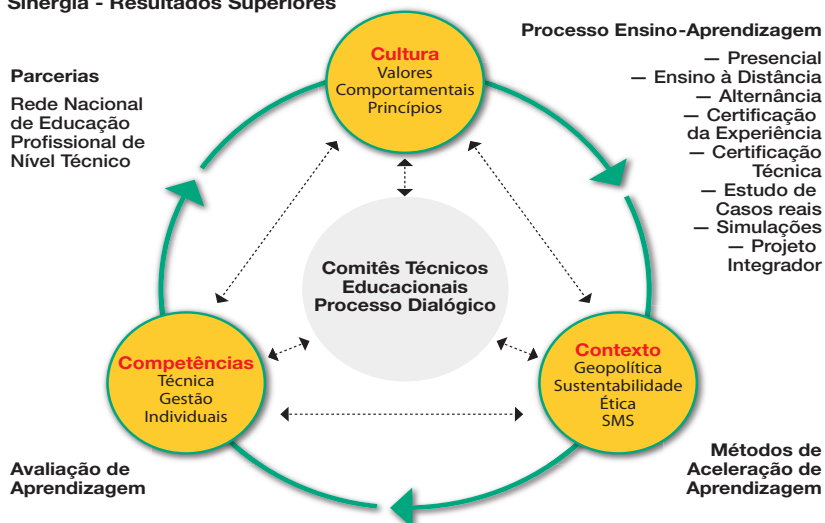 Sinergia - Resultados Superiores
Processo Ensino-Aprendizagem
— Presencial
— Ensino à Distância
— Alternância
— Certificação
da Experiência
— Certificação
Técnica
— Estudo de
Casos reais
— Simulações
— Projeto
Integrador
Parcerias
Rede Nacional
de Educação
Profissional de
Nível Técnico
Cultura
Valores
Comportamentais
Princípios
Comitês Técnicos
Educacionais
Processo Dialógico
Competências
Técnica
Gestão
Individuais
Contexto
Geopolítica
Sustentabilidade
Ética
SMS
Avaliação de
Aprendizagem
Métodos de
Aceleração de
Aprendizagem